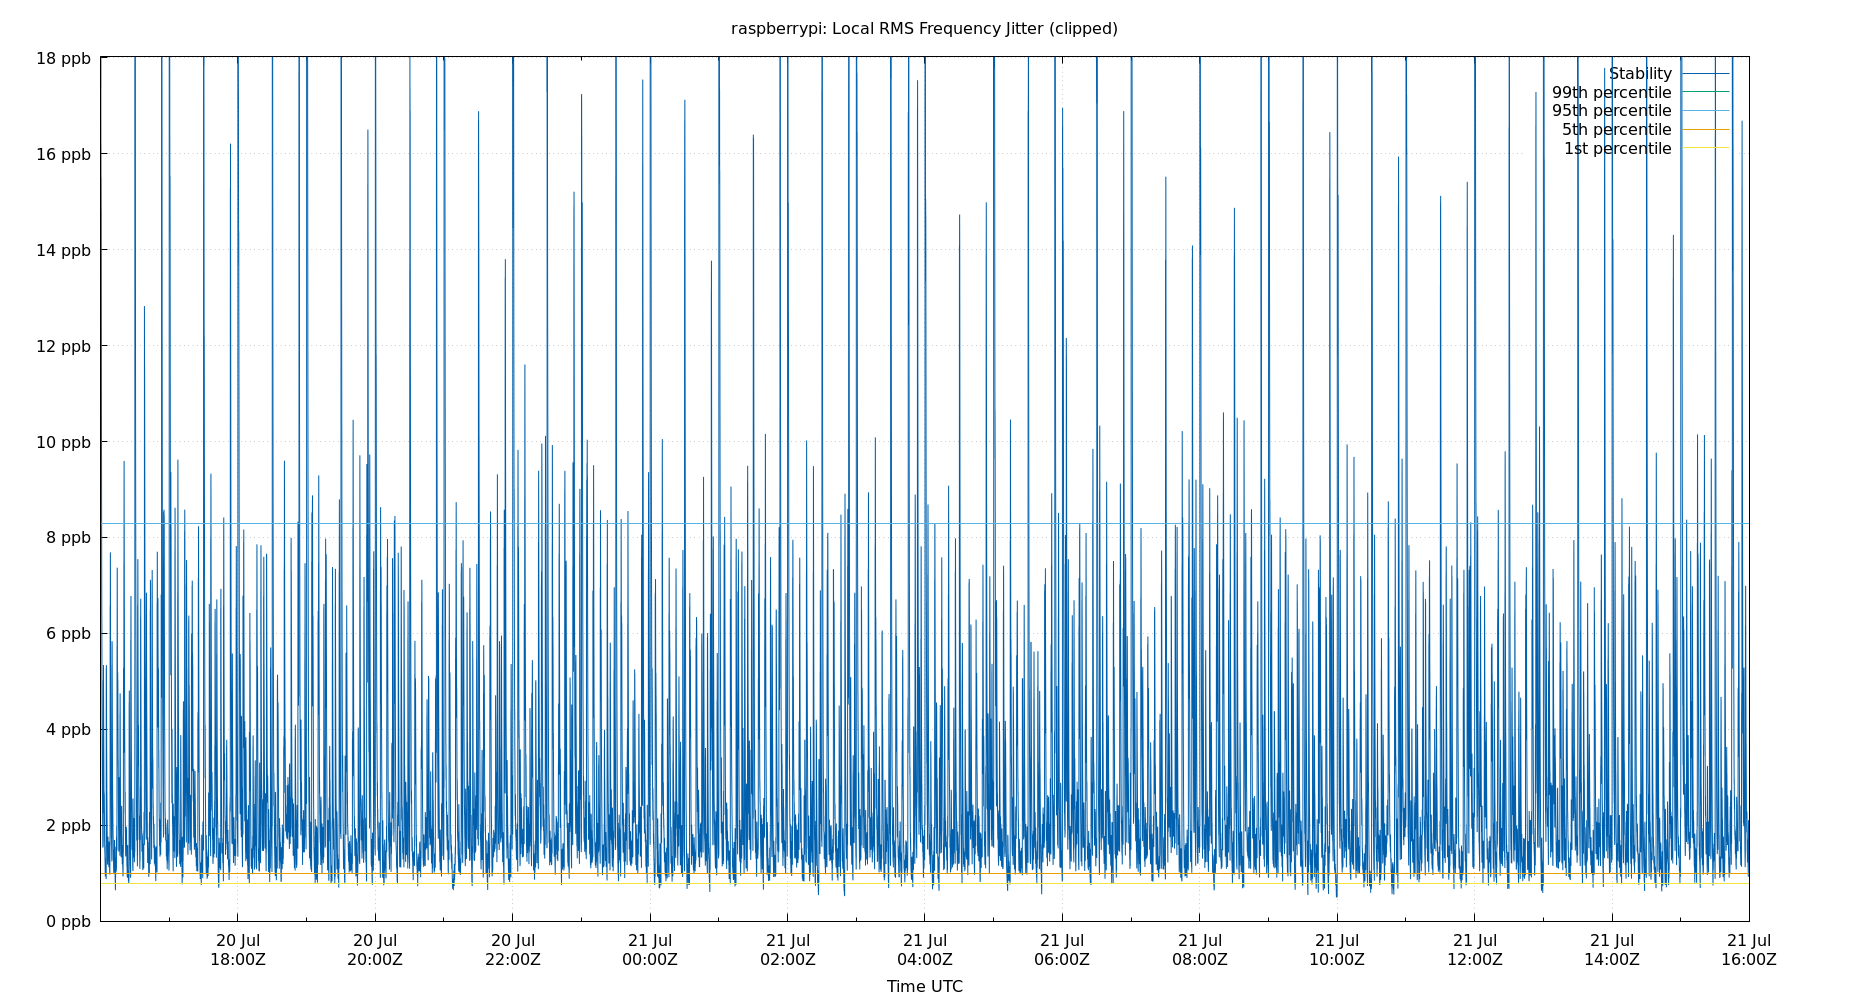 raspberrypi: Local RMS Frequency Jitter (clipped)
18 ppb
16 ppb
14 ppb
12 ppb
10 ppb
8 ppb
6 ppb
4 ppb
2 ppb
0 ppb
Stability
99th percentile
95th percentile
5th percentile
1st percentile
20 Jul 20 Jul 20 Jul 21 Jul 21 Jul 21 Jul 21 Jul 21 Jul 21 Jul 21 Jul 21 Jul 21 Jul
18:00Z 20:00Z 22:00Z 00:00Z 02:00Z 04:00Z 06:00Z 08:00Z 10:00Z 12:00Z 14:00Z 16:00Z
Time UTC